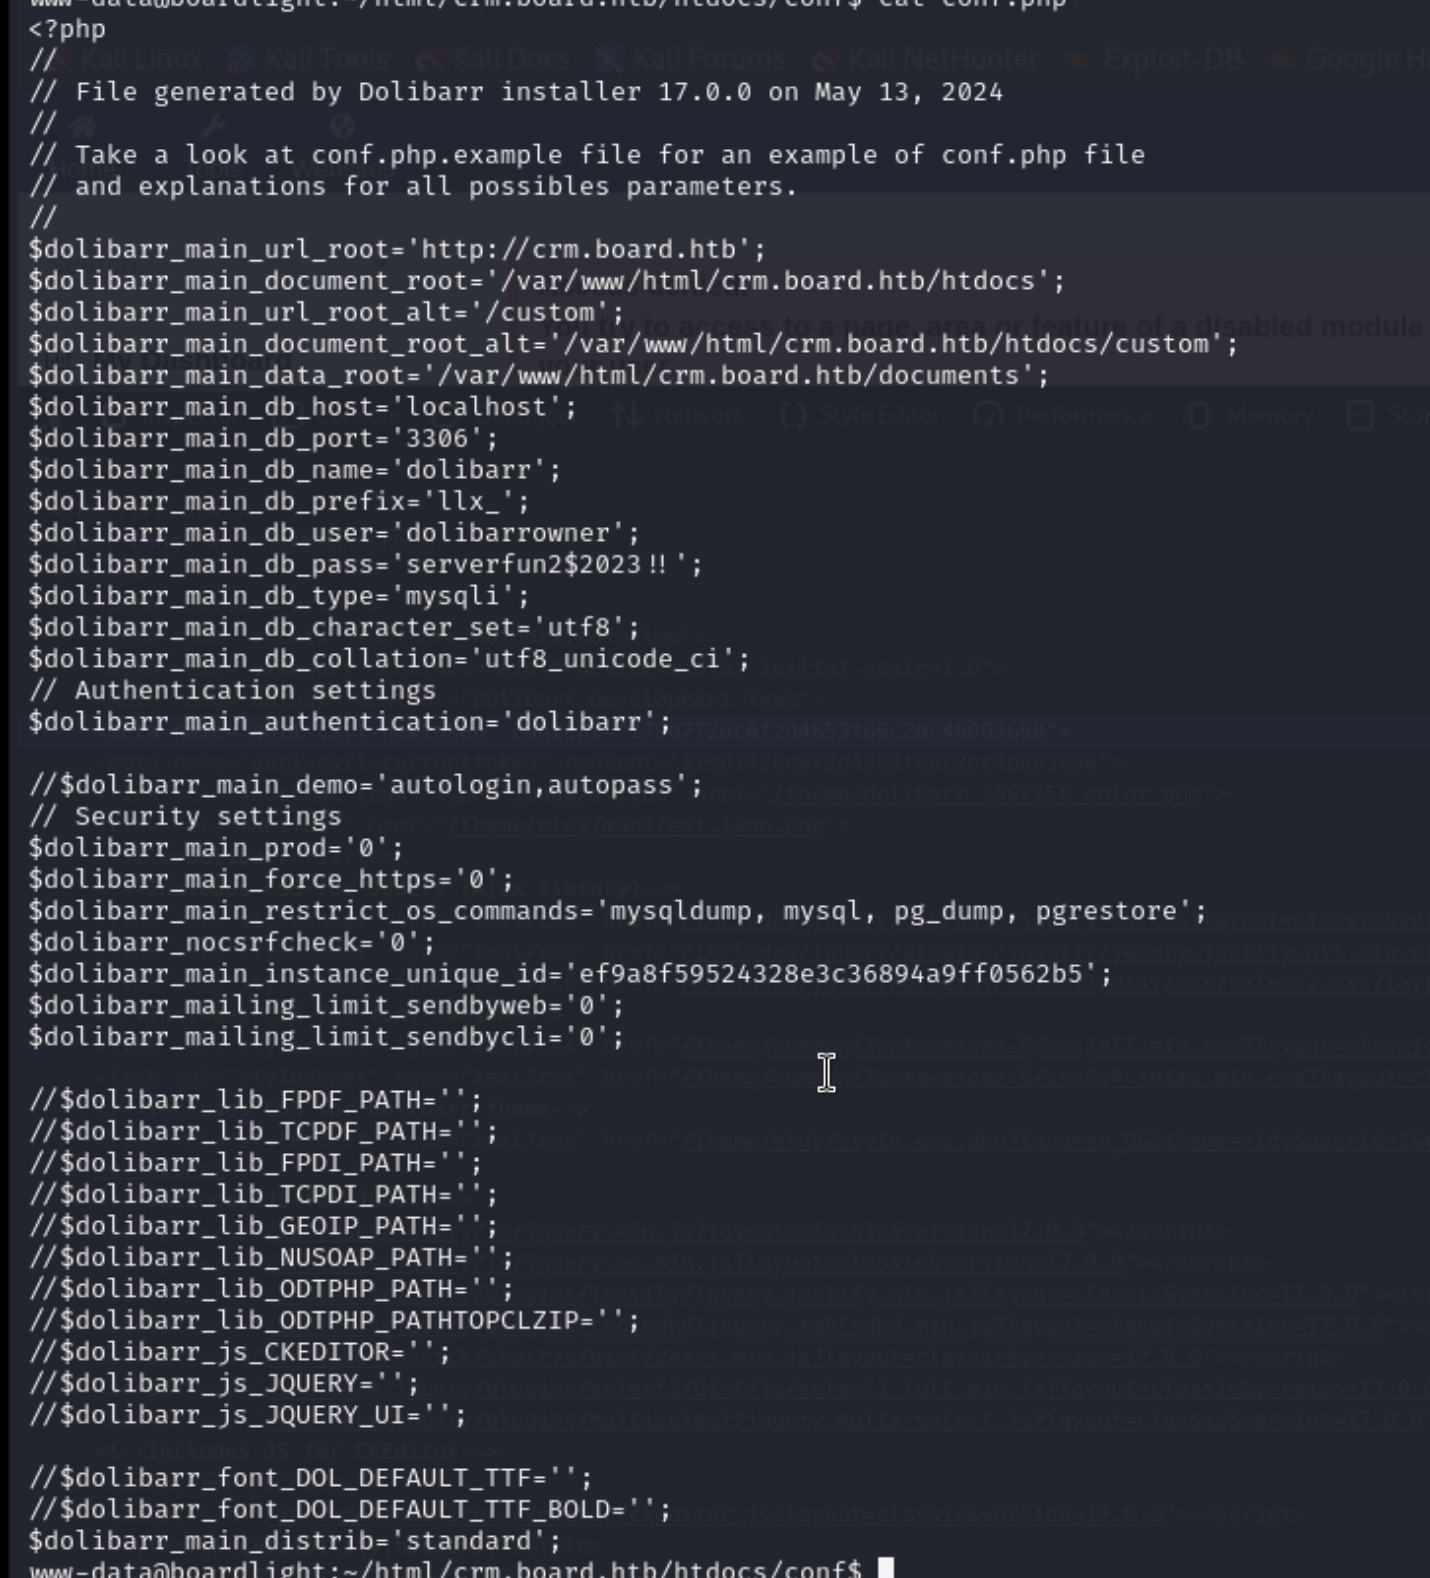 www-data@boardlight:~/html/crm.board.htb/htdocs/conf$ cat conf.php
<?php
//
// File generated by Dolibarr installer 17.0.0 on May 13, 2024
//
// Take a look at conf.php.example file for an example of conf.php file
// and explanations for all possibles parameters.
//
$dolibarr_main_url_root='http://crm.board.htb';
$dolibarr_main_document_root='/var/www/html/crm.board.htb/htdocs';
$dolibarr_main_url_root_alt='/custom';
$dolibarr_main_document_root_alt='/var/www/html/crm.board.htb/htdocs/custom';
$dolibarr_main_data_root='/var/www/html/crm.board.htb/documents';
$dolibarr_main_db_host='localhost';
$dolibarr_main_db_port='3306';
$dolibarr_main_db_name='dolibarr';
$dolibarr_main_db_prefix='llx_';
$dolibarr_main_db_user='dolibarrowner';
$dolibarr_main_db_pass='serverfun2$2023!!';
$dolibarr_main_db_type='mysqli';
$dolibarr_main_db_character_set='utf8';
$dolibarr_main_db_collation='utf8_unicode_ci';
// Authentication settings
$dolibarr_main_authentication='dolibarr';
//$dolibarr_main_demo='autologin,autopass';
// Security settings
$dolibarr_main_prod='0';
$dolibarr_main_force_https='0';
$dolibarr_main_restrict_os_commands='mysqldump, mysql, pg_dump, pgrestore';
$dolibarr_nocsrfcheck='0';
$dolibarr_main_instance_unique_id='ef9a8f59524328e3c36894a9ff0562b5';
$dolibarr_mailing_limit_sendbyweb='0';
$dolibarr_mailing_limit_sendbycli='0';
//$dolibarr_lib_FPDF_PATH='';
//$dolibarr_lib_TCPDF_PATH='';
//$dolibarr_lib_FPDI_PATH='';
//$dolibarr_lib_TCPDI_PATH='';
//$dolibarr_lib_GEOIP_PATH='';
//$dolibarr_lib_NUSOAP_PATH='';
//$dolibarr_lib_ODTPHP_PATH='';
//$dolibarr_lib_ODTPHP_PATHTOPCLZIP='';
//$dolibarr_js_CKEDITOR='';
//$dolibarr_js_JQUERY='';
//$dolibarr_js_JQUERY_UI='';
//$dolibarr_font_DOL_DEFAULT_TTF='';
//$dolibarr_font_DOL_DEFAULT_TTF_BOLD='';
$dolibarr_main_distrib='standard';
www-data@boardlight:~/html/crm.board.htb/htdocs/conf$